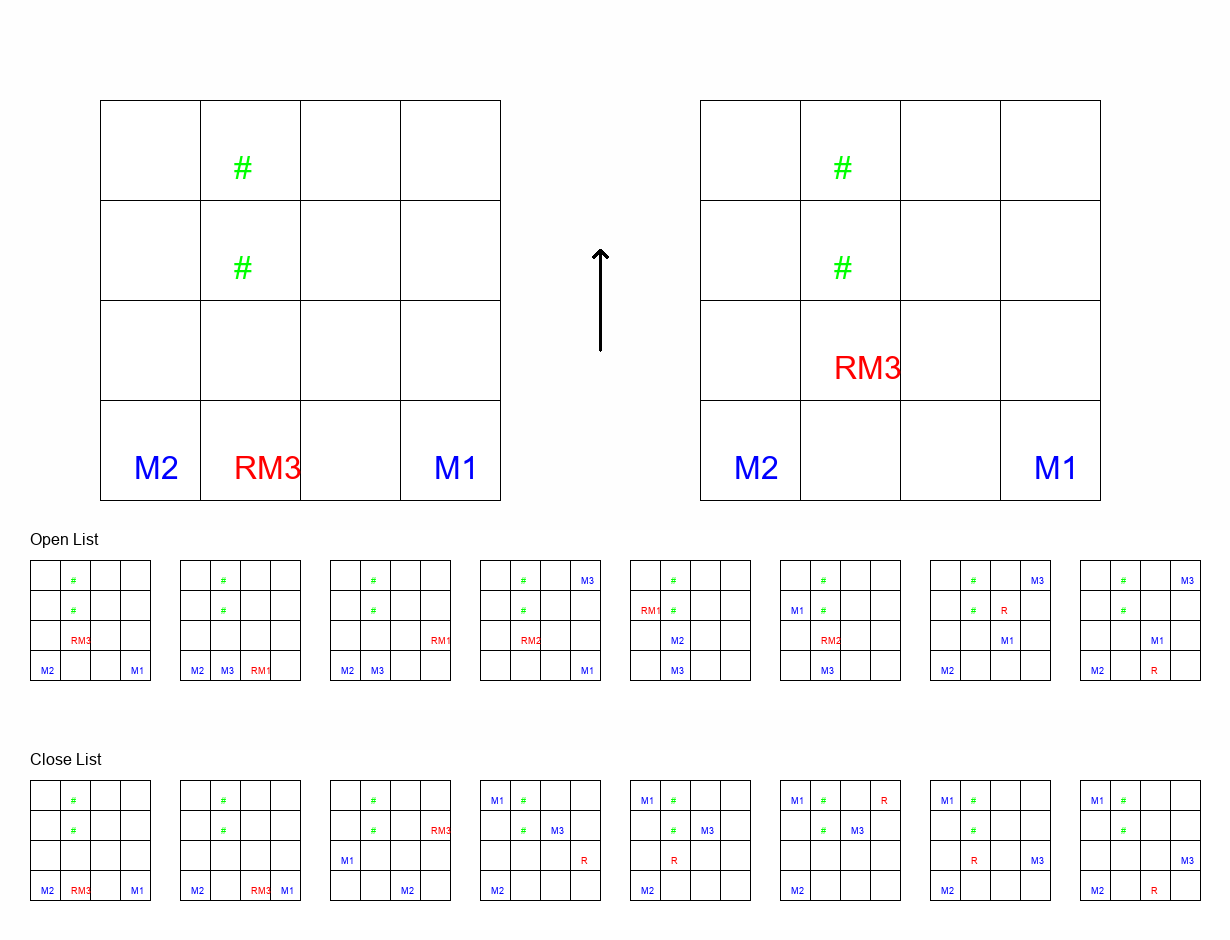 # #
# #
RM3
M2 RM3 M1 M2 M1
Open List
# # # # M3 # # # M3 # M3
# # # # RM1 # M1 # # R #
RM3 RM1 RM2 M2 RM2 M1 M1
M2 M1 M2 M3 RM1 M2 M3 M1 M3 M3 M2 M2 R
Close List
# # # M1 # M1 # M1 # R M1 # M1 #
# # # RM3 # M3 # M3 # M3 # #
M1 R R R M3 M3
M2 RM3 M1 M2 RM3 M1 M2 M2 M2 M2 M2 M2 R